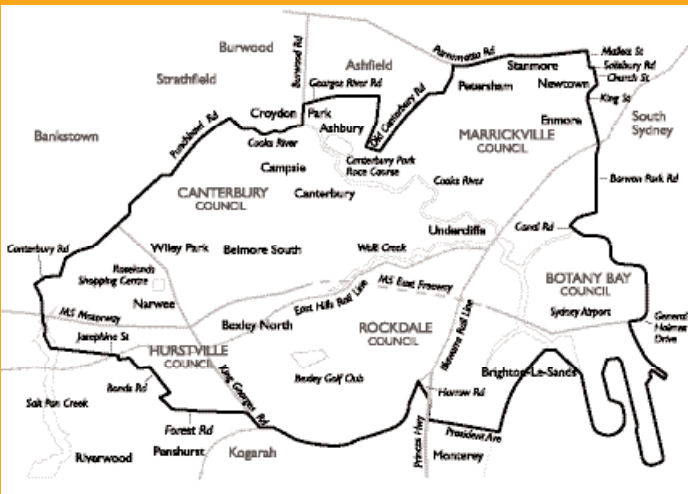 Burwood
Burwood Rd
Ashfield
Parramatta Rd
Mallett St
Stanmore
Salisbury Rd
Church St
Strathfield
Georges River Rd
Petersham
Newtown
King St
Old Canterbury Rd
Croydon Park
Ashbury
Enmore
South
Sydney
Punchbowl Rd
Bankstown
Cooks River
MARRICKVILLE
COUNCIL
Canterbury Park
Race Course
Campsie
Cooks River
Barwon Park Rd
CANTERBURY
COUNCIL
Canterbury
Undercliffe
Canal Rd
Canterbury Rd
Wiley Park
Belmore South
Wolli Creek
Roselands
Shopping Centre
M5 East Freeway
BOTANY BAY
COUNCIL
Narwee
East Hills Rail Line
Sydney Airport
General
Holmes
Drive
M5 Motorway
Bexley North
ROCKDALE
COUNCIL
Illawarra Rail Line
Josephine St
HURSTVILLE
COUNCIL
Brighton-Le-Sands
Bonds Rd
King Georges Rd
Bexley Golf Club
Harrow Rd
Salt Pan Creek
Forest Rd
President Ave
Princes Hwy
Riverwood
Penshurst
Kogarah
Monterey